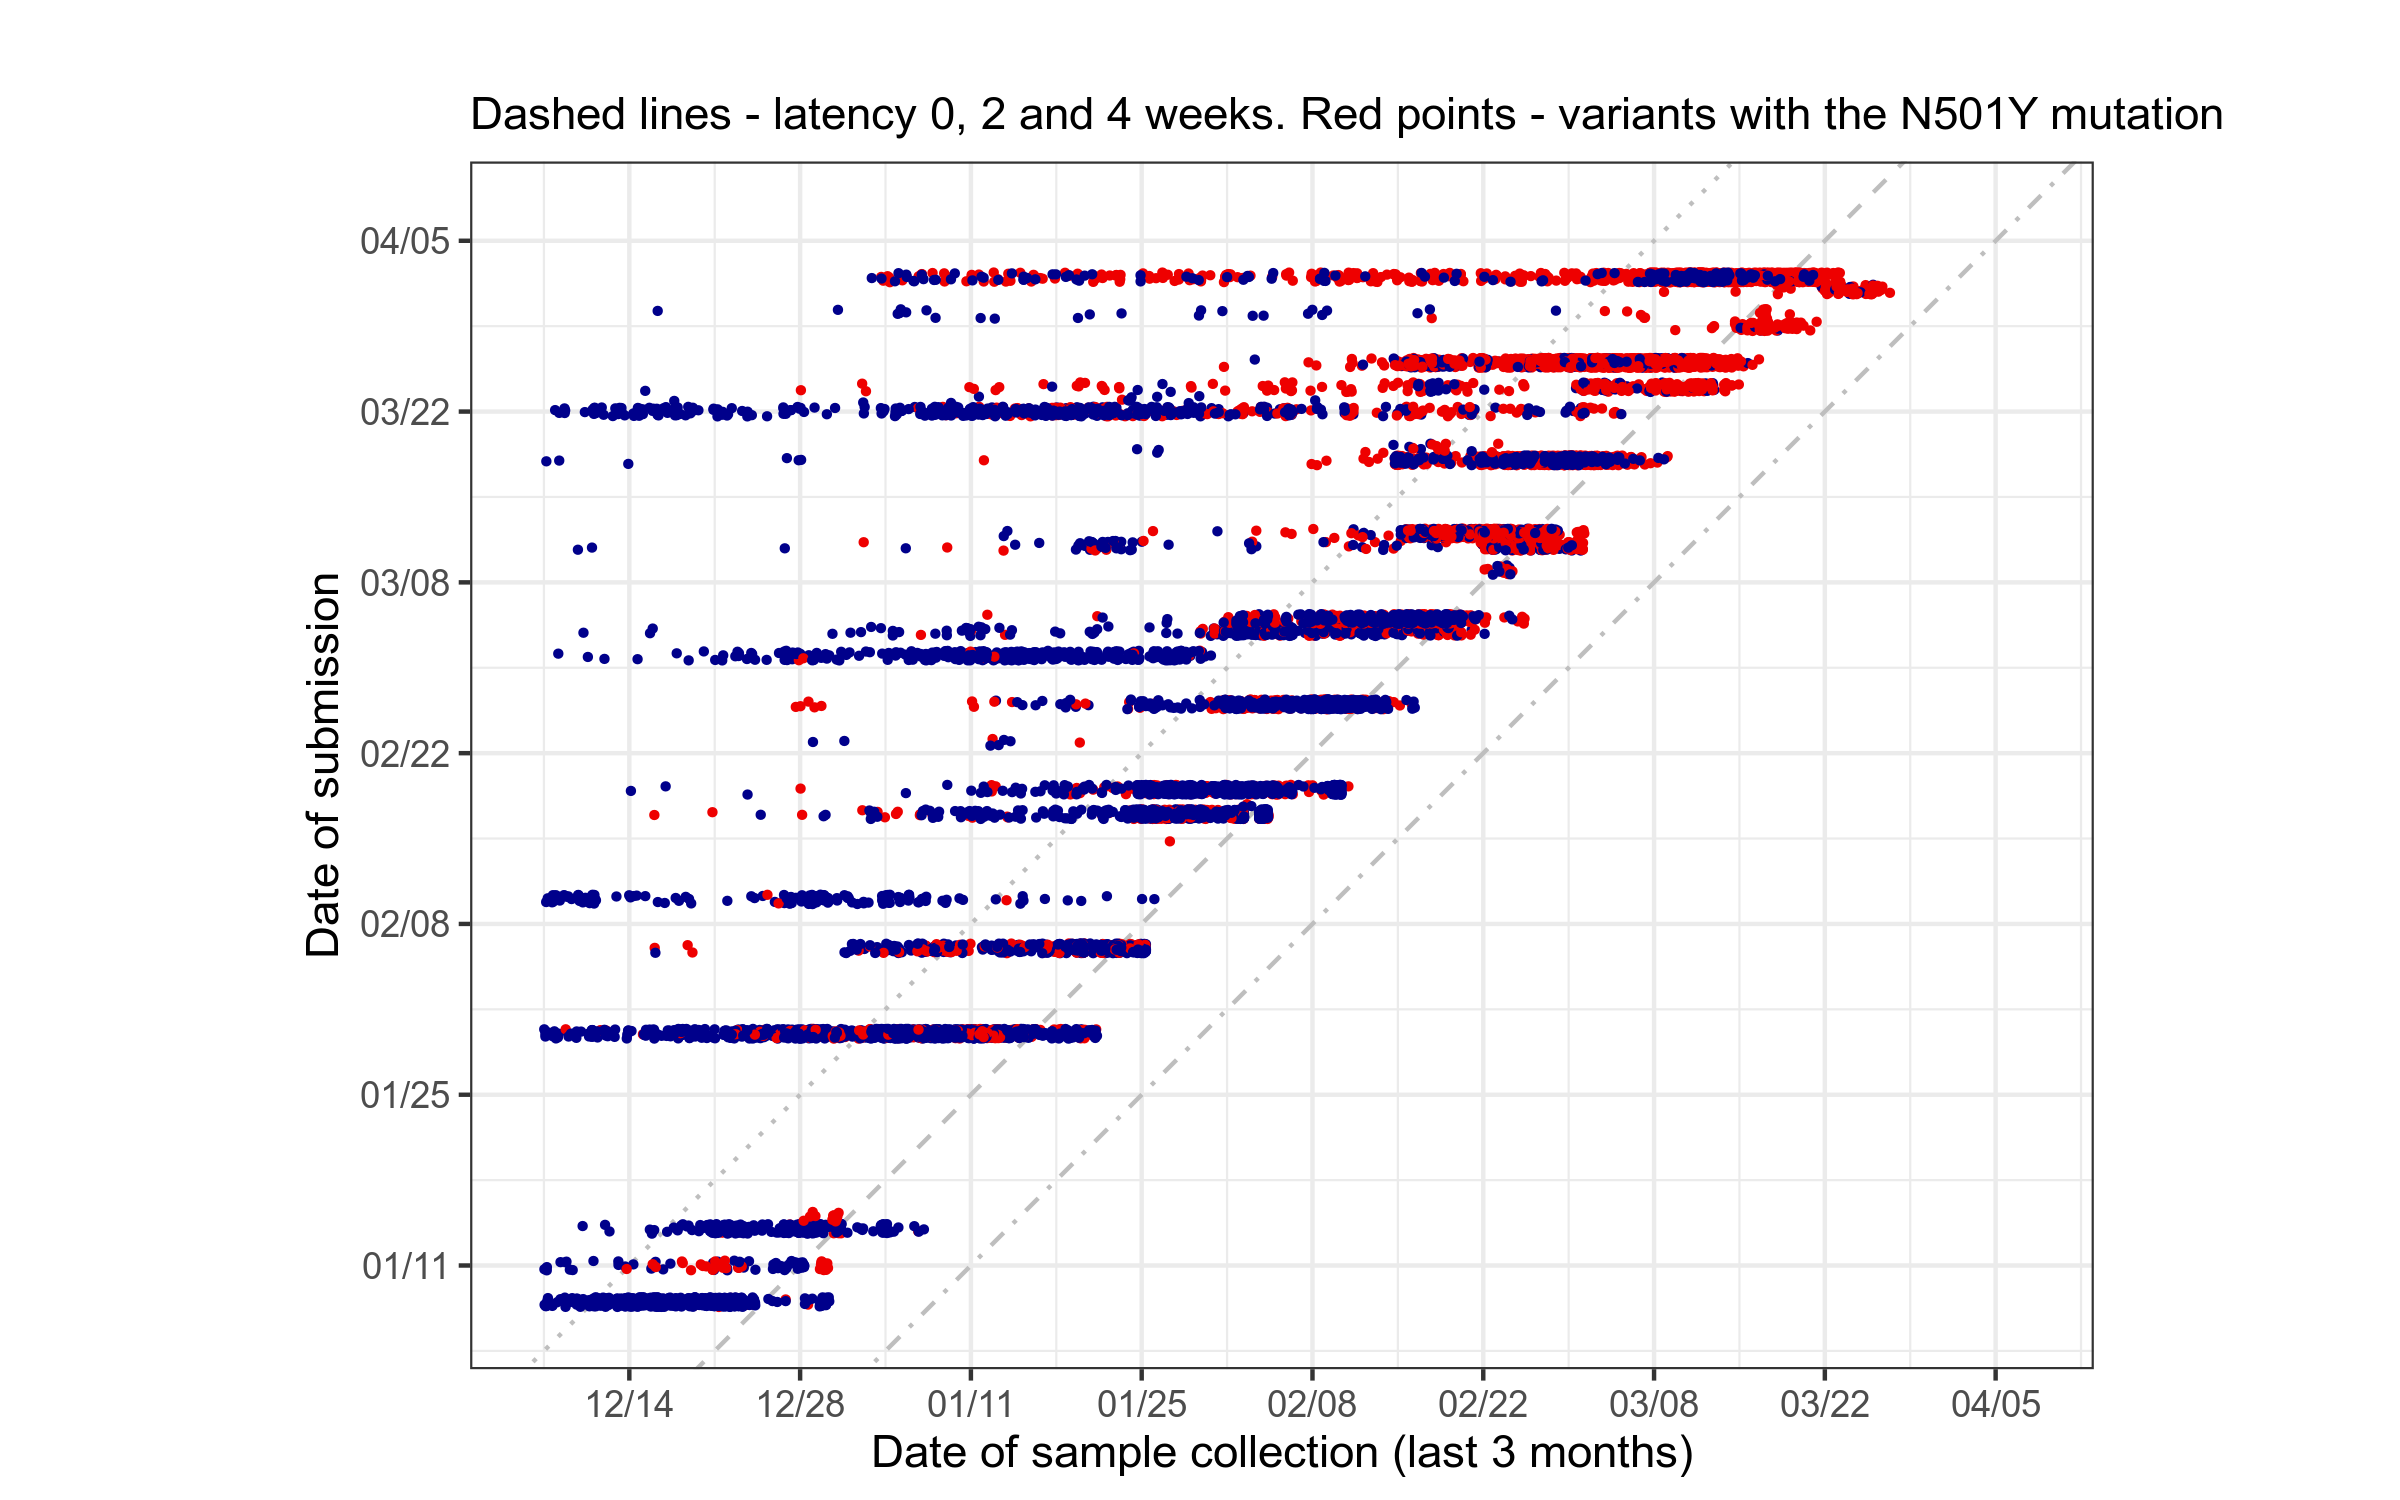 Dashed lines - latency 0, 2 and 4 weeks. Red points - variants with the N501Y mutation
Date of submission
04/05
03/22
03/08
02/22
02/08
01/25
01/11
12/14 12/28 01/11 01/25 02/08 02/22 03/08 03/22 04/05
Date of sample collection (last 3 months)